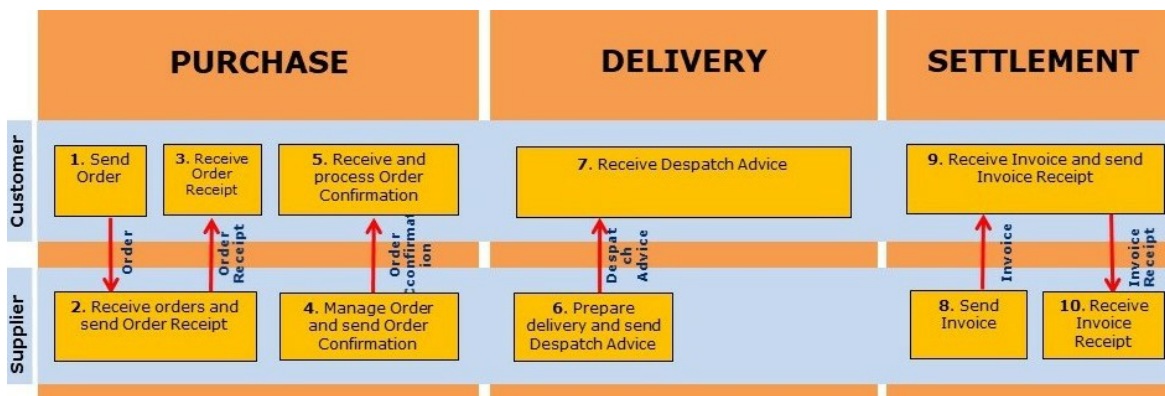 PURCHASE
DELIVERY
SETTLEMENT
Customer
1. Send
Order
3. Receive
Order
Receipt
5. Receive and
process Order
Confirmation
7. Receive Despatch Advice
9. Receive Invoice and send
Invoice Receipt
Order
Order
Receipt
Order
Cconfirmat
ion
Despat
ch
Advice
Invoice
Invoice
Receipt
Supplier
2. Receive orders and
send Order Receipt
4. Manage Order
and send Order
Confirmation
6. Prepare
delivery and send
Despatch Advice
8. Send
Invoice
10. Receive
Invoice
Receipt